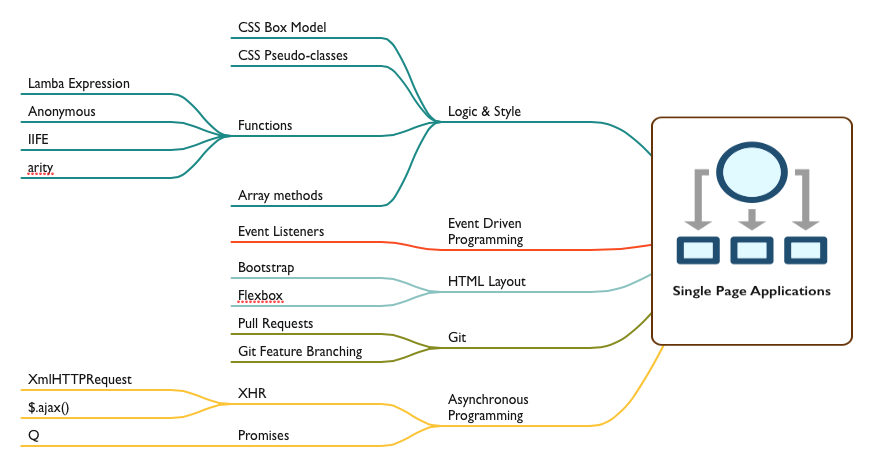 CSS Box Model
CSS Pseudo-classes
Lamba Expression
Anonymous
IIFE
arity
Functions
Logic & Style
Array methods
Event Listeners
Event Driven
Programming
Bootstrap
Flexbox
HTML Layout
Single Page Applications
Pull Requests
Git Feature Branching
Git
XmlHTTPRequest
$.ajax()
XHR
Q
Promises
Asynchronous
Programming